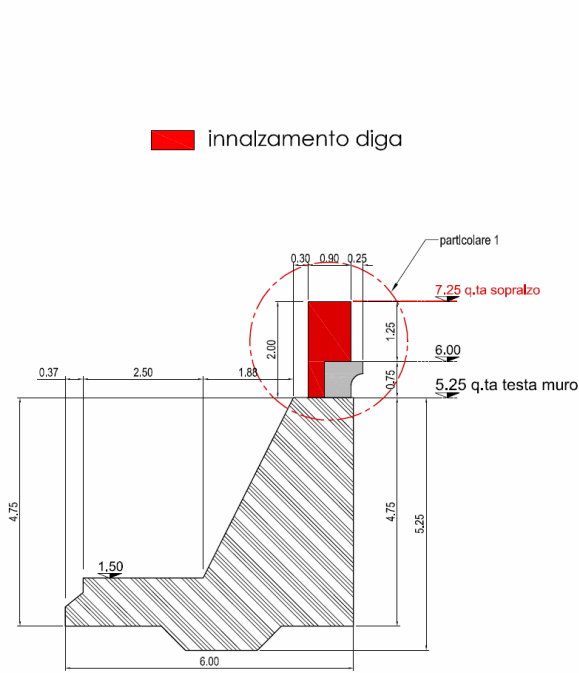 innalzamento diga
particolare 1
0.30 0.90 0.25
7.25 q.ta sopralzo
2.00
1.25
6.00
0.37 2.50 1.88
0.75
5.25 q.ta testa muro
4.75
4.75
5.25
1.50
6.00